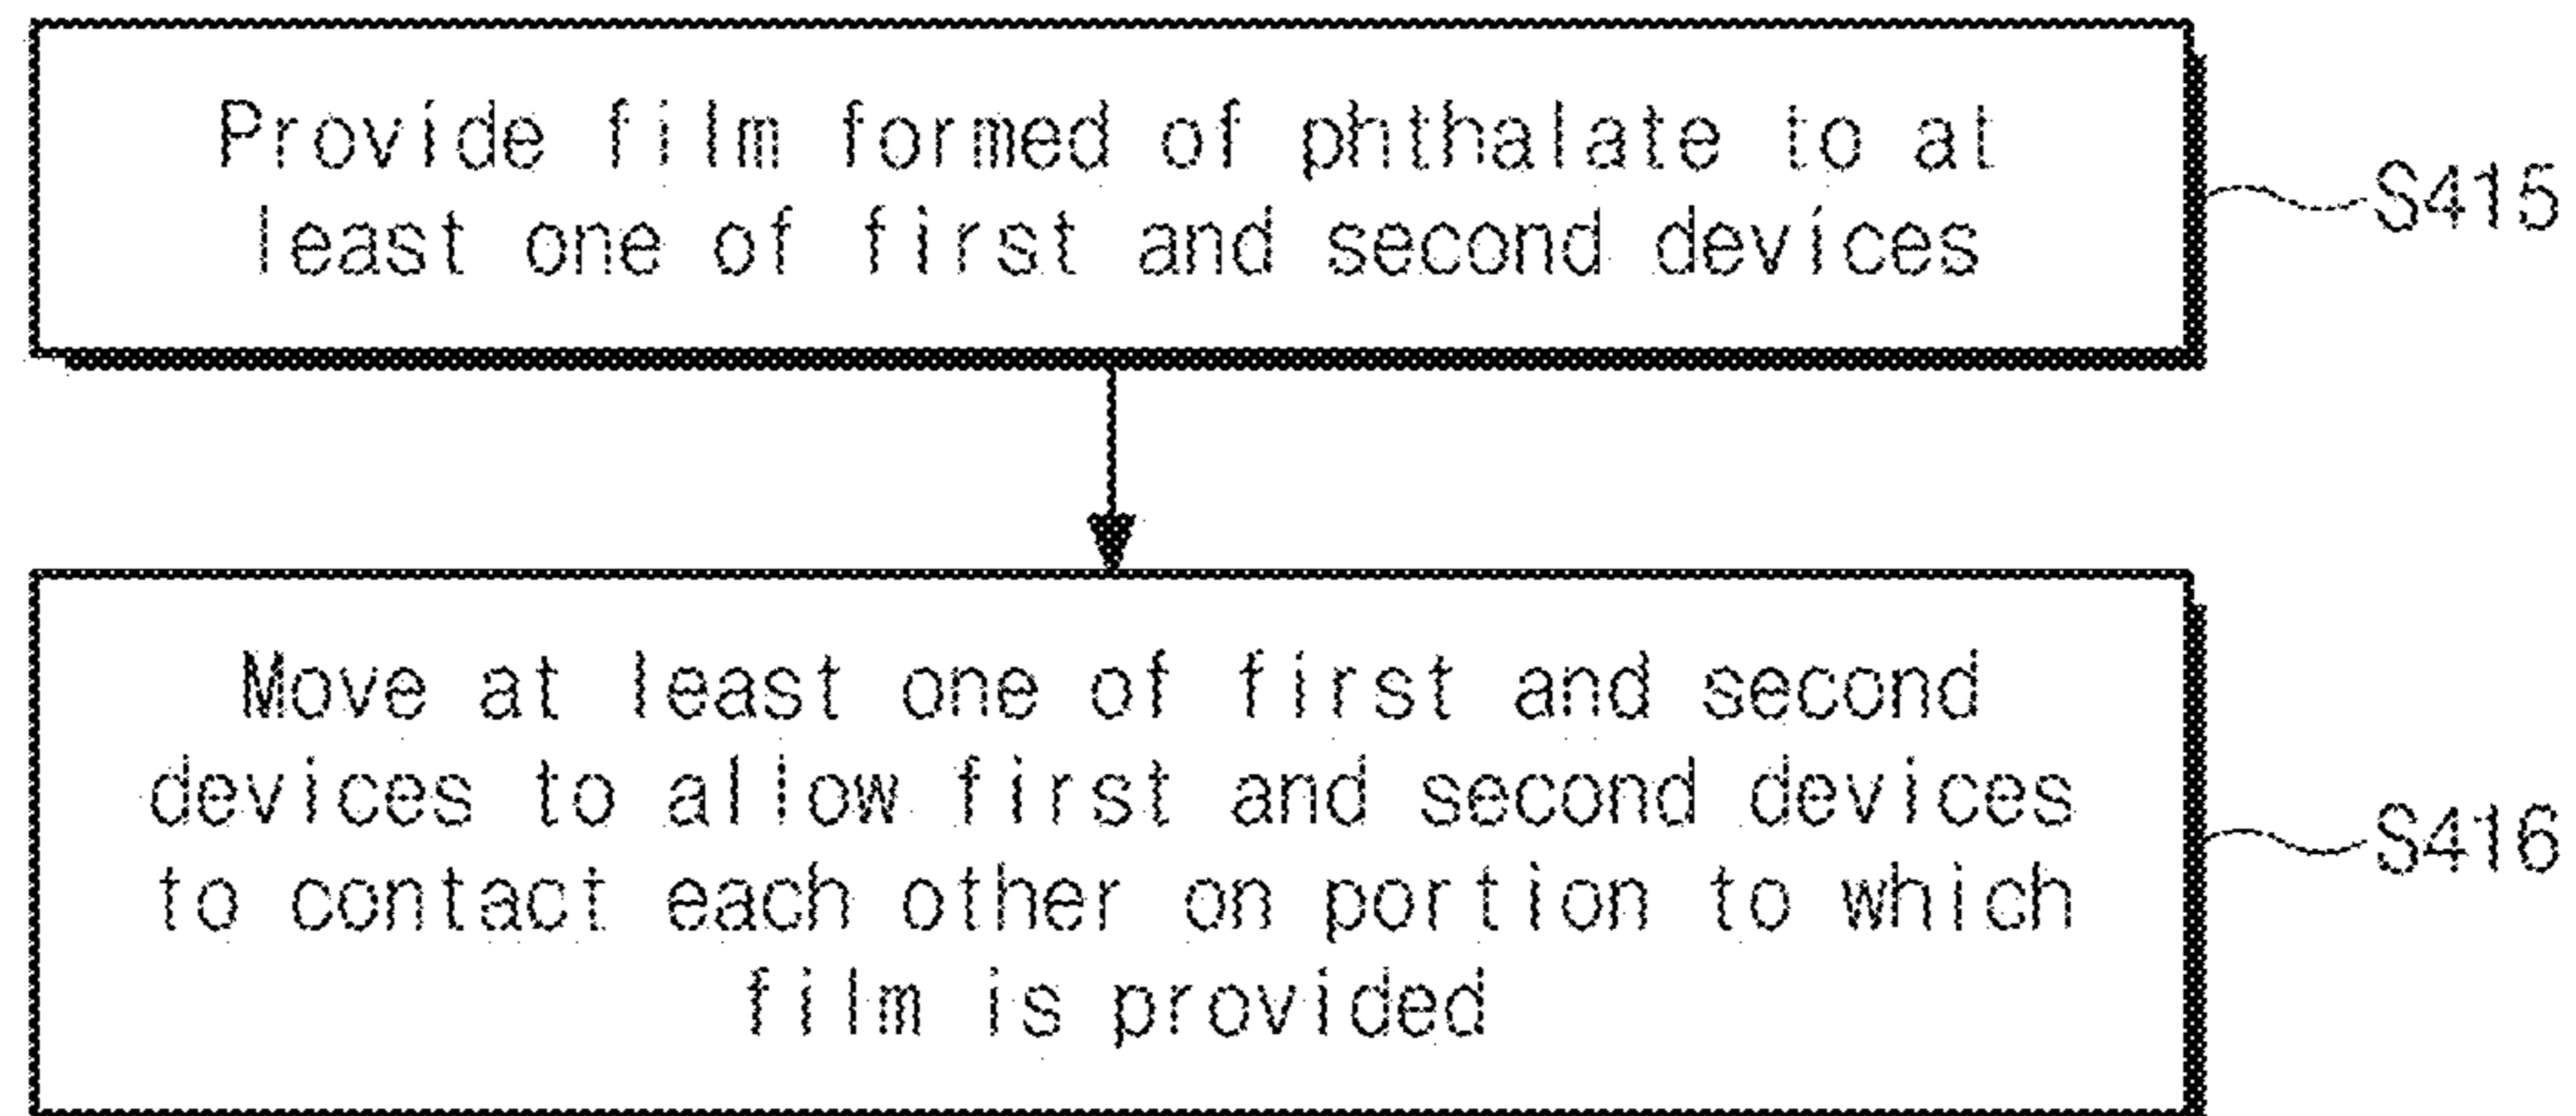 Provide film formed of phthalate to at
least one of first and second devices
S415
Move at least one of first and second
devices to allow first and second devices
to contact each other on portion to which
film is provided
S416